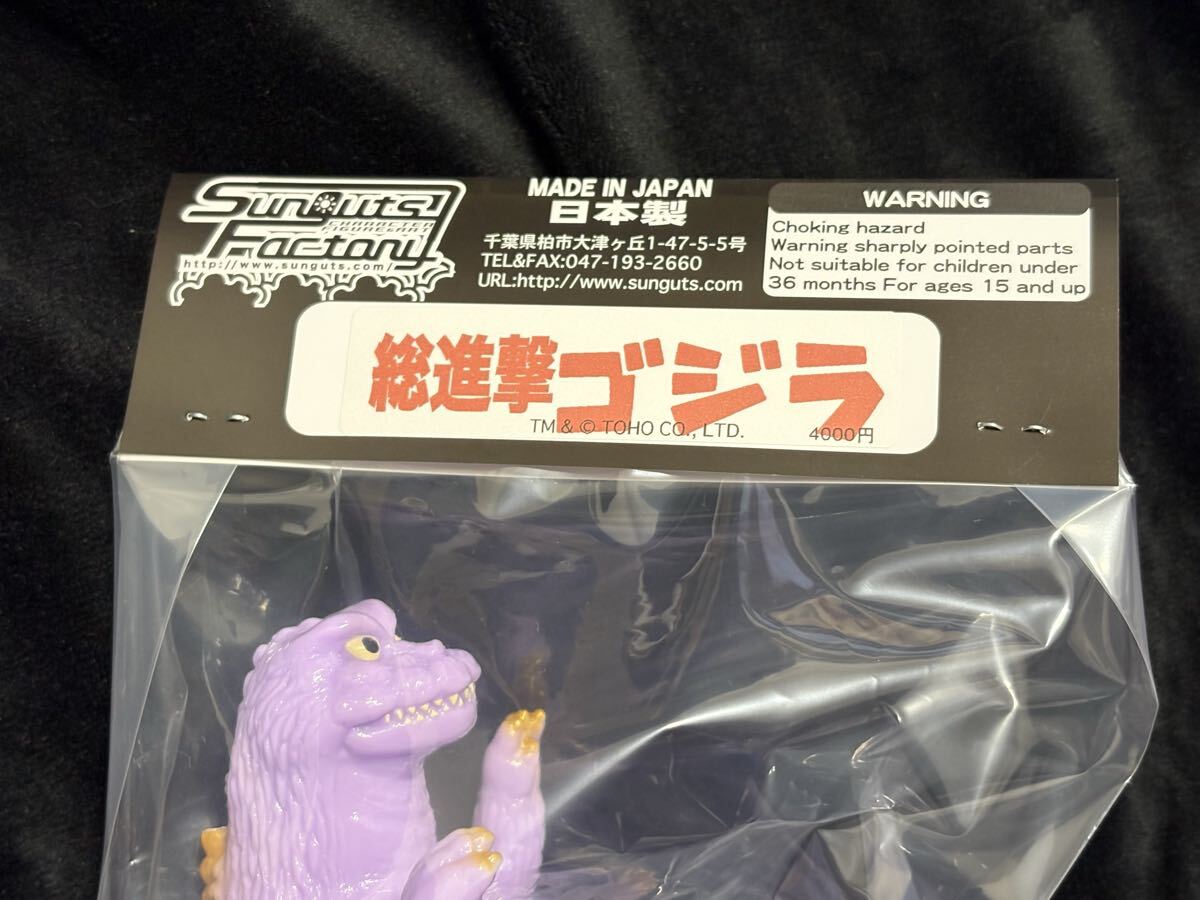 Sunguts!
Factory
http://www.sunguts.com/
MADE IN JAPAN
日本製
千葉県柏市大津ヶ丘1-47-5-5号
TEL&FAX:047-193-2660
URL:http://www.sunguts.com
WARNING
Choking hazard
Warning sharply pointed parts
Not suitable for children under
36 months For ages 15 and up
総進撃ゴジラ
TM & © TOHO CO., LTD.
4000円